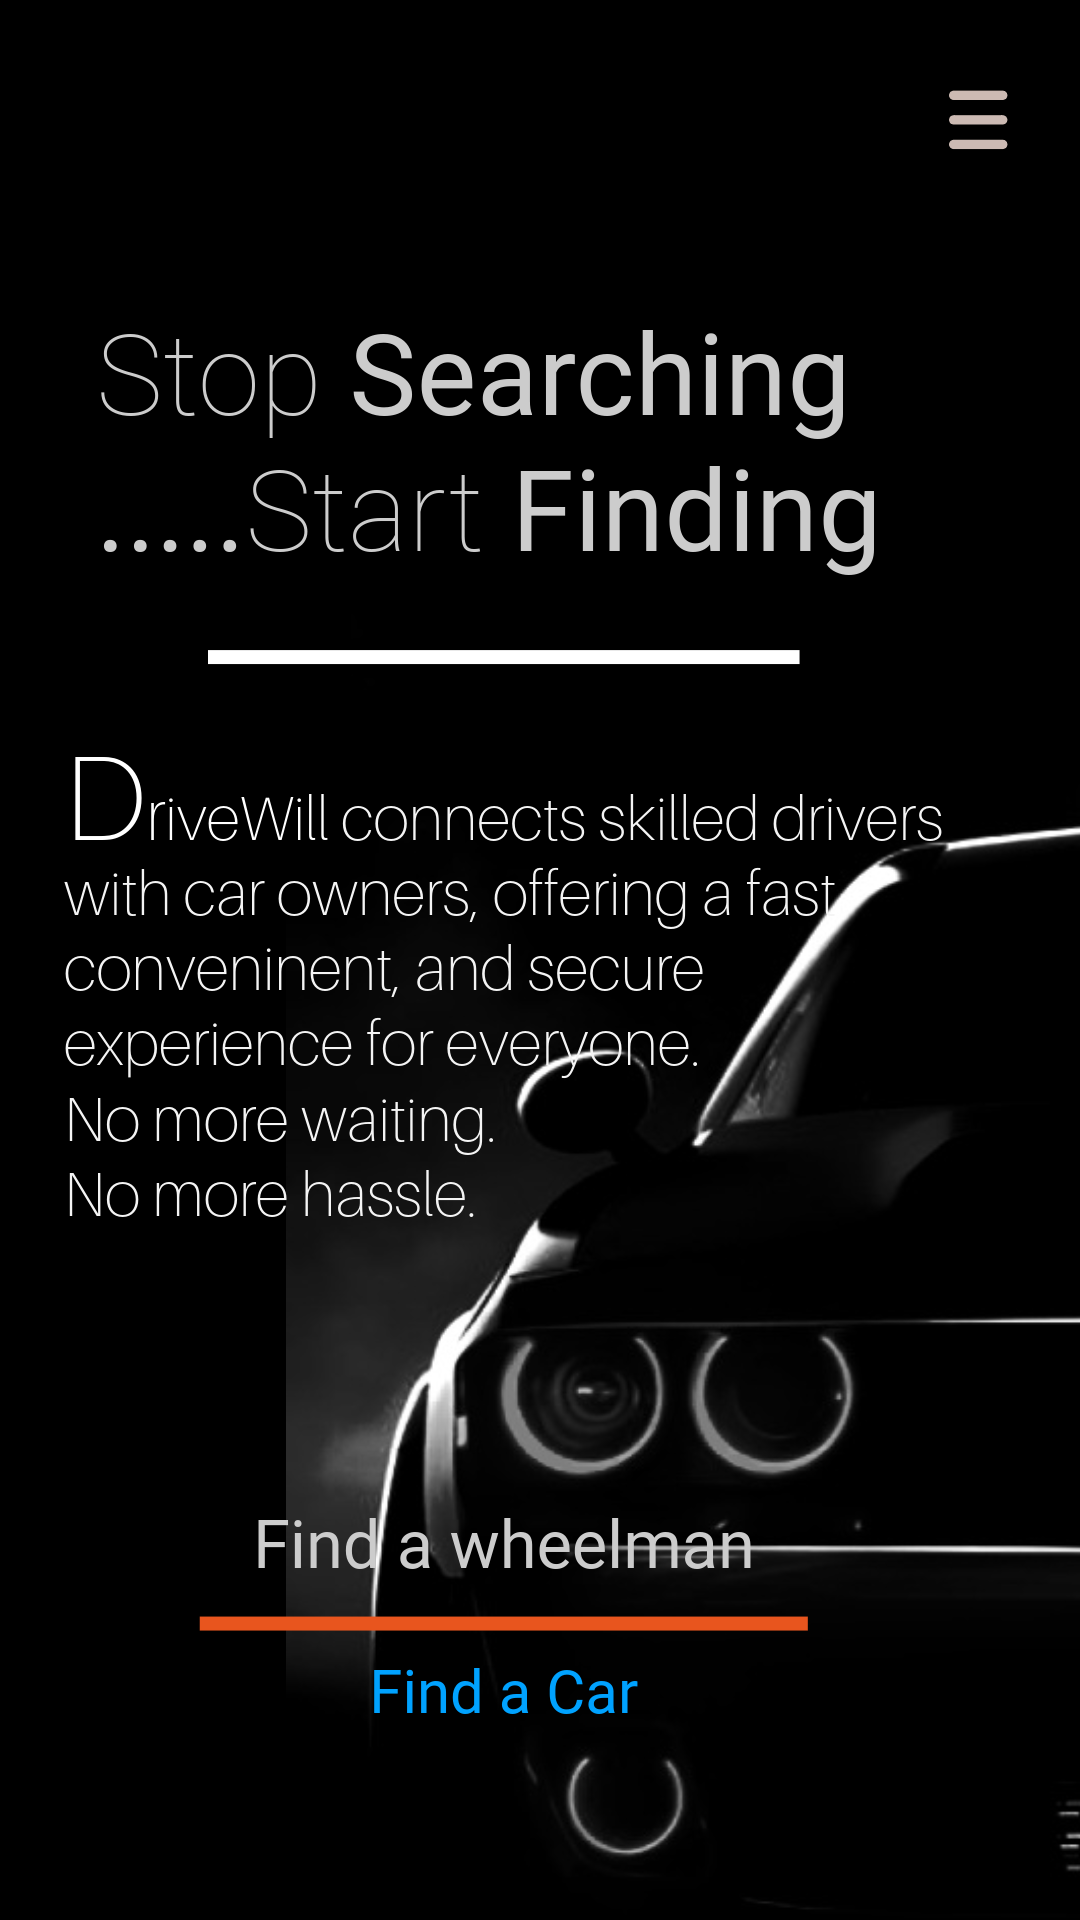 Stop Searching
.....Start Finding
DriveWill connects skilled drivers
with car owners, offering a fast
conveninent, and secure
experience for everyone.
No more waiting.
No more hassle.
Find a wheelman
Find a Car